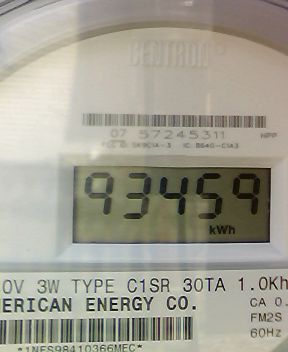 CENTRON®
07 57245311
93459
kWh
0V 3W TYPE C1SR 30TA 1.0Kh
ERICAN ENERGY CO.
CA 0.
FM2S
60Hz
*1NES98410366MEC*